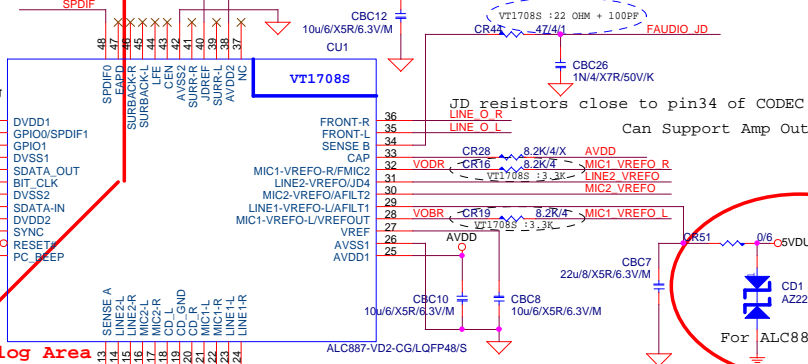 SPDIF
CBC12
10u/6/X5R/6.3V/M
VT1708S :22 OHM + 100PF
CR44
47/4/1
FAUDIO_JD
CU1
CBC26
1N/4/X7R/50V/K
48
47
46
45
44
43
42
41
40
39
38
37
SPDIF0
EAPD
SURBACK-R
SURBACK-L
LFE
CEN
AVSS2
SURR-R
JDREF
SURR-L
AVDD2
NC
VT1708S
JD resistors close to pin34 of CODEC
Can Support Amp Out
DVDD1
GPIO0/SPDIF1
GPIO1
DVSS1
SDATA_OUT
BIT_CLK
DVSS2
SDATA-IN
DVDD2
SYNC
RESET#
PC_BEEP
FRONT-R 36 LINE_O_R
FRONT-L 35 LINE_O_L
SENSE B 34
CAP 33 CR28 8.2K/4/X AVDD
MIC1-VREFO-R/FMIC2 32 VODR CR16 8.2K/4 MIC1_VREFO_R
LINE2-VREFO/JD4 31 VT1708S :3.3K LINE2_VREFO
MIC2-VREFO/AFILT2 30 MIC2_VREFO
LINE1-VREFO-L/AFILT1 29
MIC1-VREFO-L/VREFOUT 28 VOBR CR19 8.2K/4 MIC1_VREFO_L
VT1708S :3.3K
VREF 27
AVSS1 26
AVDD1 25
AVDD
CR51
0/6
5VDU
CBC7
22u/8/X5R/6.3V/M
CD1
AZ22
CBC10
10u/6/X5R/6.3V/M
CBC8
10u/6/X5R/6.3V/M
For ALC88
SENSE_A
LINE2-L
LINE2-R
MIC2-L
MIC2-R
CD_L
CD_GND
CD_R
MIC1-L
MIC1-R
LINE1-L
LINE1-R
13
14
15
16
17
18
19
20
21
22
23
24
ALC887-VD2-CG/LQFP48/S
log Area